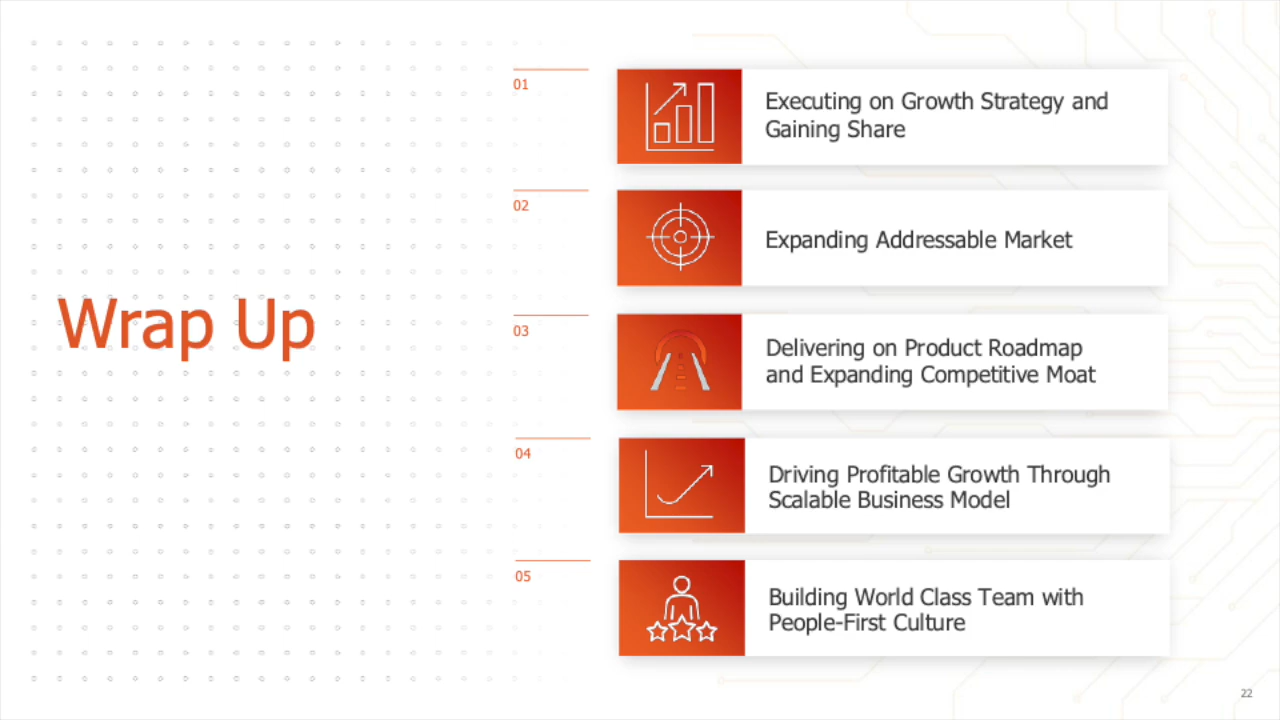 Wrap Up
01
Executing on Growth Strategy and
Gaining Share
02
Expanding Addressable Market
03
Delivering on Product Roadmap
and Expanding Competitive Moat
04
Driving Profitable Growth Through
Scalable Business Model
05
Building World Class Team with
People-First Culture
22